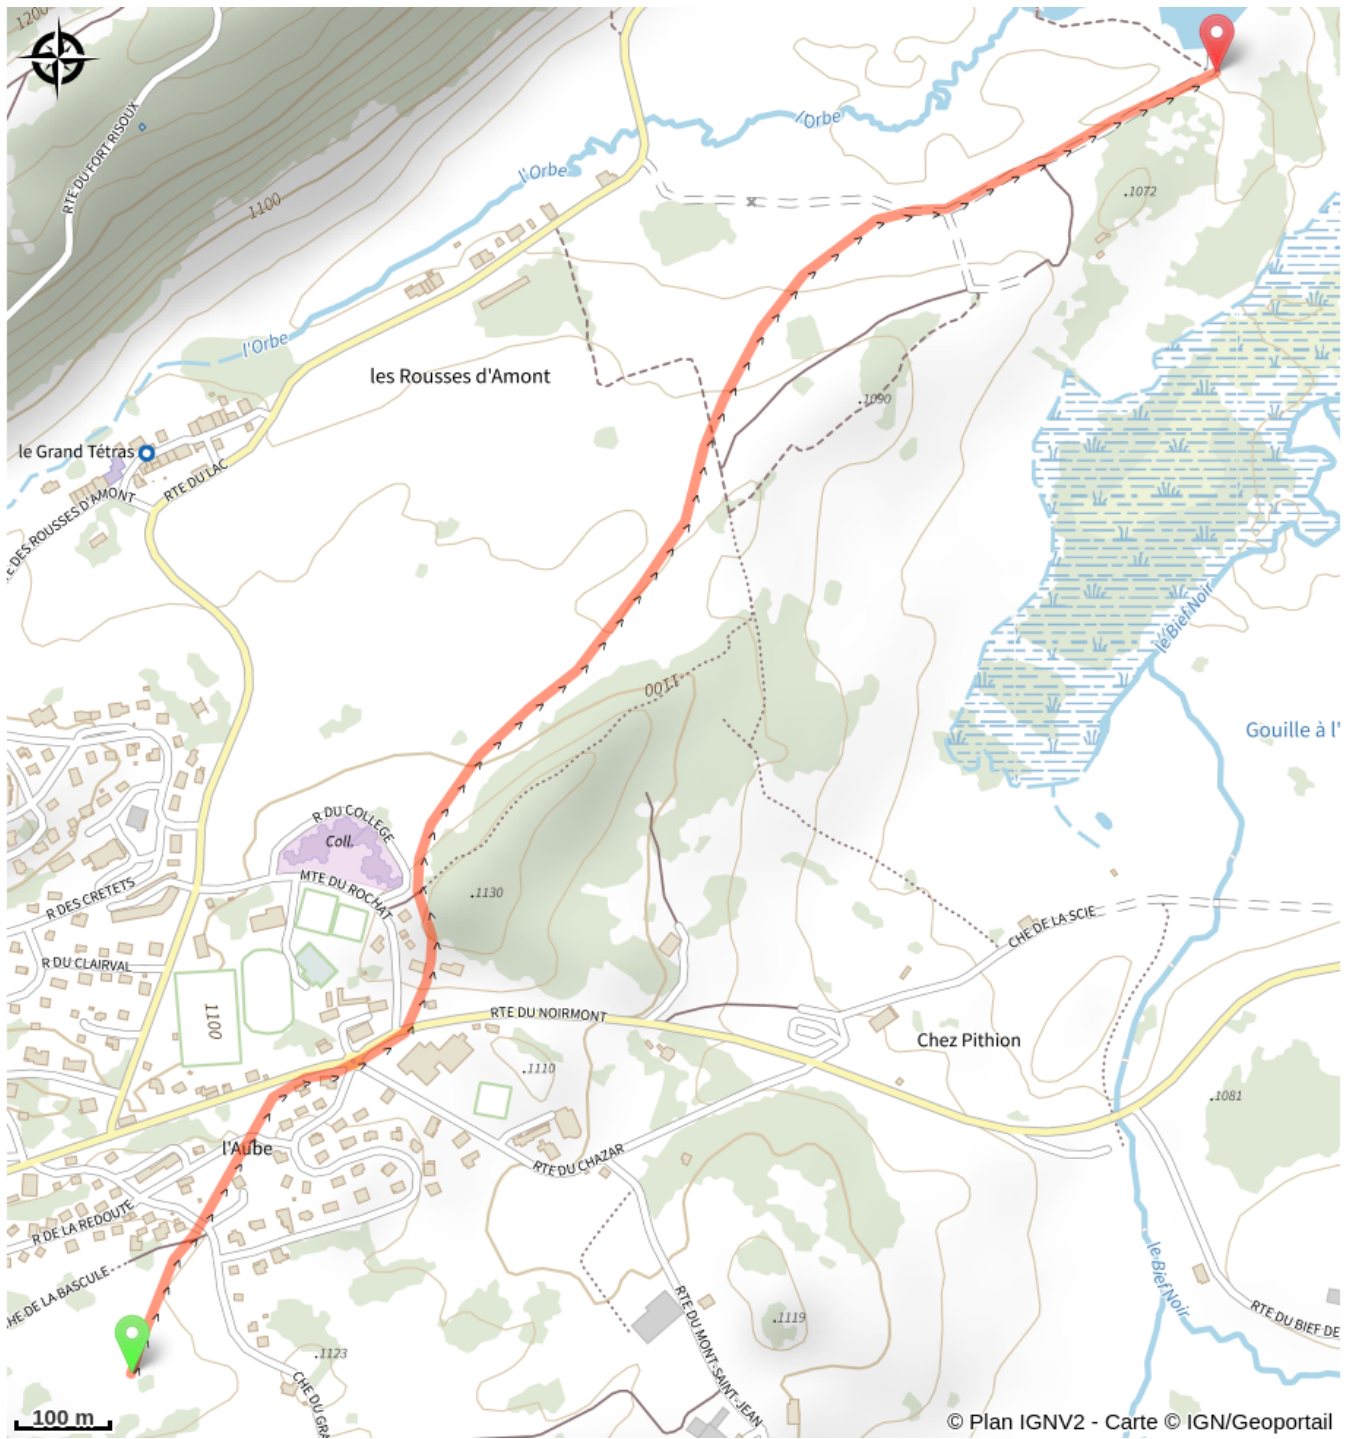 1200
RTE DU FORT RISOUX
1100
l'Orbe
l'Orbe
l'Orbe
.1072
les Rousses d'Amont
.1090
le Grand Tétras
RTE DU LAC
E-DES ROUSSES D'AMONT
le Bief Noir
1100
Gouille à l'
R DU COLLEGE
Coll.
MTE DU ROCHAT
.1130
R DES CRETETS
CHE DE LA SCIE
R DU CLAIRVAL
1100
RTE DU NOIRMONT
Chez Pithion
.1110
.1081
l'Aube
RTE DU CHAZAR
R DE LA REDOUTE
HE DE LA BASCULE
le Bief Noir
RTE DU MONT-SAINT-JEAN
.1119
RTE DU BIEF DE
.1123
CHE DU GRA
100 m
© Plan IGNV2 - Carte © IGN/Geoportail